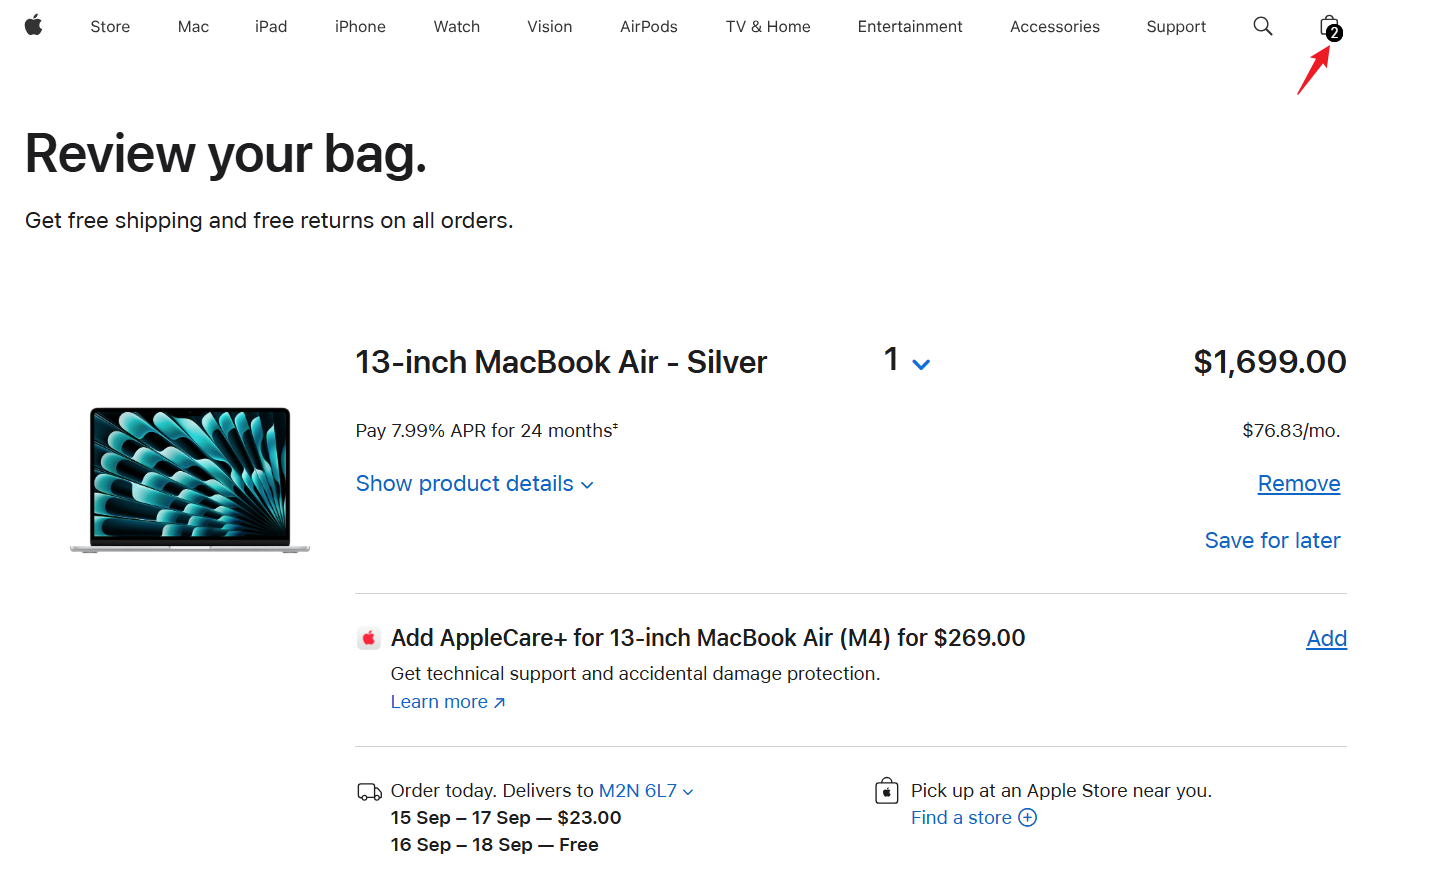 Store Mac iPad iPhone Watch Vision AirPods TV & Home Entertainment Accessories Support 2
Review your bag.
Get free shipping and free returns on all orders.
13-inch MacBook Air - Silver 1 $1,699.00
Pay 7.99% APR for 24 months‡ $76.83/mo.
Show product details Remove
Save for later
Add AppleCare+ for 13-inch MacBook Air (M4) for $269.00 Add
Get technical support and accidental damage protection.
Learn more ↗
Order today. Delivers to M2N 6L7
15 Sep – 17 Sep — $23.00
16 Sep – 18 Sep — Free
Pick up at an Apple Store near you.
Find a store